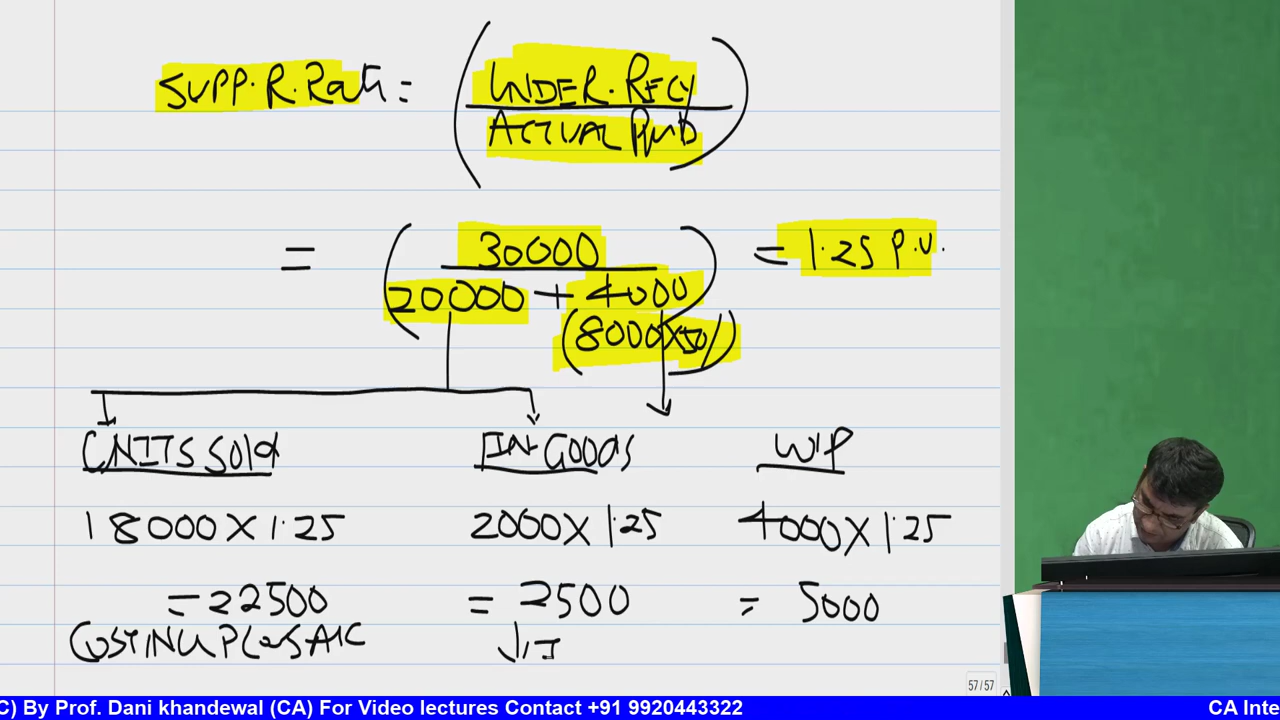 SUPP.R.Rate = (UNDER.RECY / ACTUAL PROD)
= (30000 / 20000 + 4000 (8000X50%)) = 1.25 P.U.
UNITS Sold FIN GOODS WIP
18000 X 1.25 2000 X 1.25 4000 X 1.25
= 22500 = 2500 = 5000
COSTING P Loss A/C
57/57
C) By Prof. Dani khandewal (CA) For Video lectures Contact +91 9920443322 CA Inte